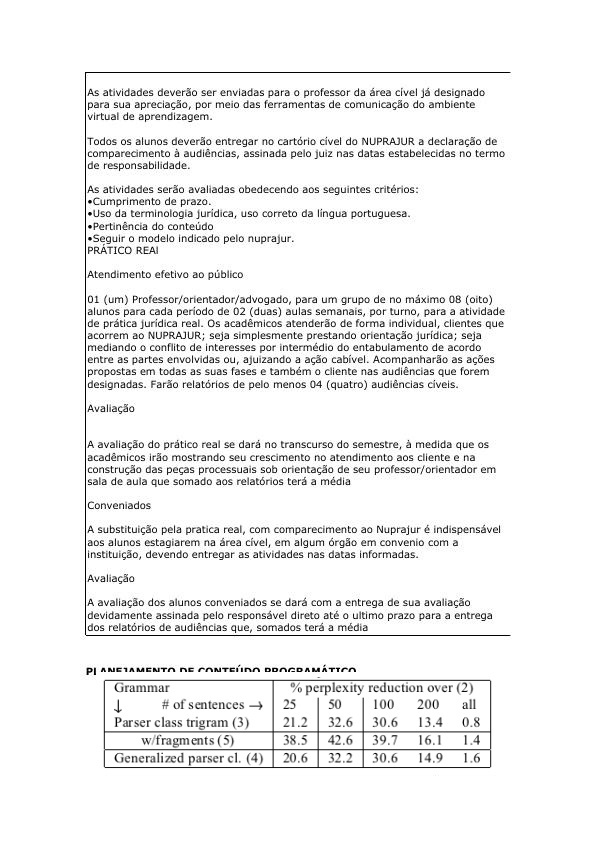 As atividades deverão ser enviadas para o professor da área cível já designado
para sua apreciação, por meio das ferramentas de comunicação do ambiente
virtual de aprendizagem.
Todos os alunos deverão entregar no cartório cível do NUPRAJUR a declaração de
comparecimento à audiências, assinada pelo juiz nas datas estabelecidas no termo
de responsabilidade.
As atividades serão avaliadas obedecendo aos seguintes critérios:
•Cumprimento de prazo.
•Uso da terminologia jurídica, uso correto da língua portuguesa.
•Pertinência do conteúdo
•Seguir o modelo indicado pelo nuprajur.
PRÁTICO REAl
Atendimento efetivo ao público
01 (um) Professor/orientador/advogado, para um grupo de no máximo 08 (oito)
alunos para cada período de 02 (duas) aulas semanais, por turno, para a atividade
de prática jurídica real. Os acadêmicos atenderão de forma individual, clientes que
acorrem ao NUPRAJUR; seja simplesmente prestando orientação jurídica; seja
mediando o conflito de interesses por intermédio do entabulamento de acordo
entre as partes envolvidas ou, ajuizando a ação cabível. Acompanharão as ações
propostas em todas as suas fases e também o cliente nas audiências que forem
designadas. Farão relatórios de pelo menos 04 (quatro) audiências cíveis.
Avaliação
A avaliação do prático real se dará no transcurso do semestre, à medida que os
acadêmicos irão mostrando seu crescimento no atendimento aos cliente e na
construção das peças processuais sob orientação de seu professor/orientador em
sala de aula que somado aos relatórios terá a média
Conveniados
A substituição pela pratica real, com comparecimento ao Nuprajur é indispensável
aos alunos estagiarem na área cível, em algum órgão em convenio com a
instituição, devendo entregar as atividades nas datas informadas.
Avaliação
A avaliação dos alunos conveniados se dará com a entrega de sua avaliação
devidamente assinada pelo responsável direto até o ultimo prazo para a entrega
dos relatórios de audiências que, somados terá a média
PLANEJAMENTO DE CONTEÚDO PROGRAMÁTICO
Grammar % perplexity reduction over (2)
↓ # of sentences → 25 50 100 200 all
Parser class trigram (3) 21.2 32.6 30.6 13.4 0.8
w/fragments (5) 38.5 42.6 39.7 16.1 1.4
Generalized parser cl. (4) 20.6 32.2 30.6 14.9 1.6